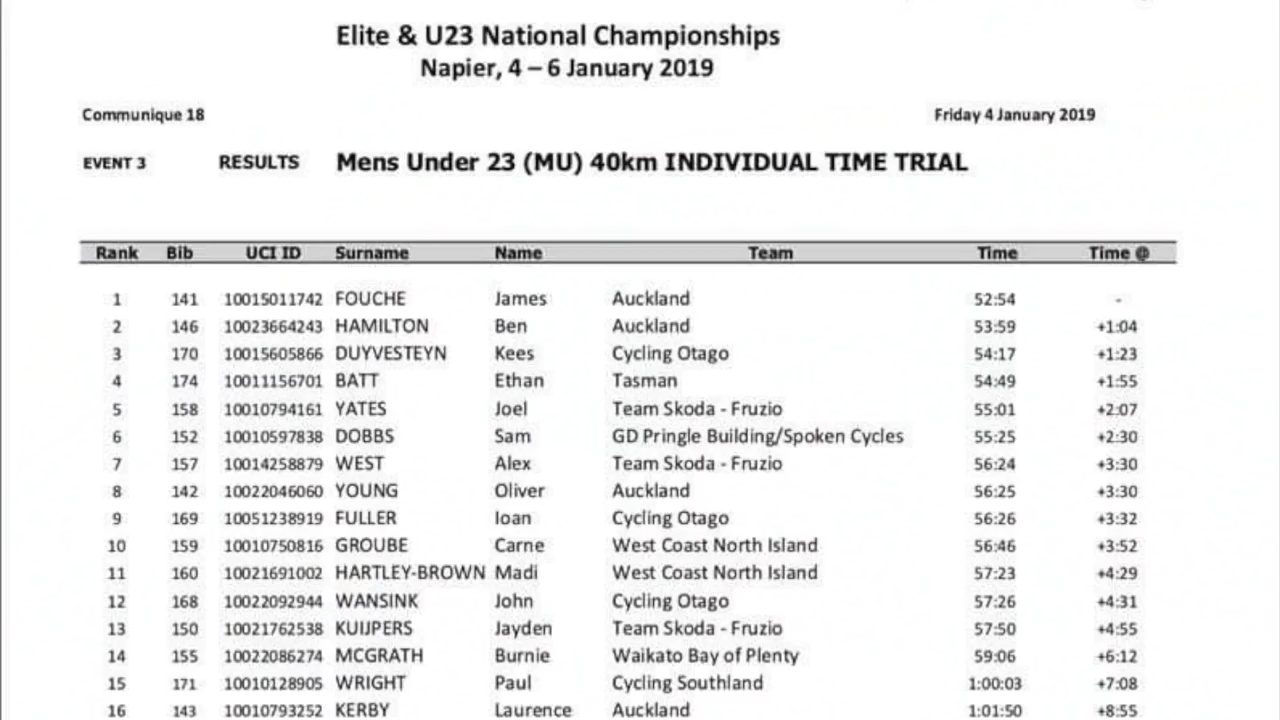 Elite & U23 National Championships
Napier, 4 – 6 January 2019
Communique 18 Friday 4 January 2019
EVENT 3 RESULTS Mens Under 23 (MU) 40km INDIVIDUAL TIME TRIAL
Rank Bib UCI ID Surname Name Team Time Time @
1 141 10015011742 FOUCHE James Auckland 52:54 -
2 146 10023664243 HAMILTON Ben Auckland 53:59 +1:04
3 170 10015605866 DUYVESTEYN Kees Cycling Otago 54:17 +1:23
4 174 10011156701 BATT Ethan Tasman 54:49 +1:55
5 158 10010794161 YATES Joel Team Skoda - Fruzio 55:01 +2:07
6 152 10010597838 DOBBS Sam GD Pringle Building/Spoken Cycles 55:25 +2:30
7 157 10014258879 WEST Alex Team Skoda - Fruzio 56:24 +3:30
8 142 10022046060 YOUNG Oliver Auckland 56:25 +3:30
9 169 10051238919 FULLER Ioan Cycling Otago 56:26 +3:32
10 159 10010750816 GROUBE Carne West Coast North Island 56:46 +3:52
11 160 10021691002 HARTLEY-BROWN Madi West Coast North Island 57:23 +4:29
12 168 10022092944 WANSINK John Cycling Otago 57:26 +4:31
13 150 10021762538 KUIJPERS Jayden Team Skoda - Fruzio 57:50 +4:55
14 155 10022086274 MCGRATH Burnie Waikato Bay of Plenty 59:06 +6:12
15 171 10010128905 WRIGHT Paul Cycling Southland 1:00:03 +7:08
16 143 10010793252 KERBY Laurence Auckland 1:01:50 +8:55